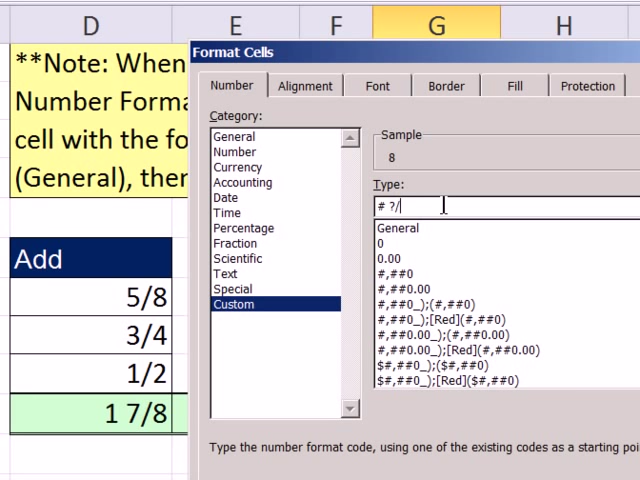 D E F G H
**Note: When
Number Forma
cell with the fo
(General), then
Add
5/8
3/4
1/2
1 7/8
Format Cells
Number Alignment Font Border Fill Protection
Category:
General
Number
Currency
Accounting
Date
Time
Percentage
Fraction
Scientific
Text
Special
Custom
Sample
8
Type:
# ?/
General
0
0.00
#,##0
#,##0.00
#,##0_);(#,##0)
#,##0_);[Red](#,##0)
#,##0.00_);(#,##0.00)
#,##0.00_);[Red](#,##0.00)
$#,##0_);($#,##0)
$#,##0_);[Red]($#,##0)
Type the number format code, using one of the existing codes as a starting poi